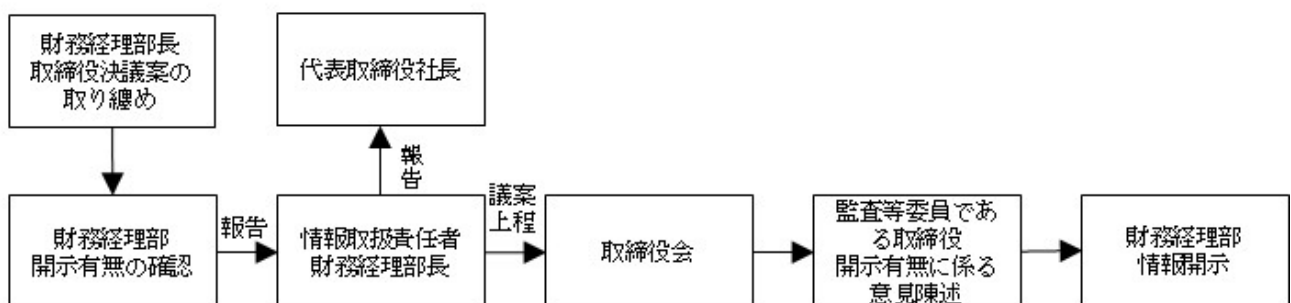 財務経理部長
取締役決議案の
取り纏め
代表取締役社長
報告
財務経理部
開示有無の確認
報告
情報取扱責任者
財務経理部長
議案
上程
取締役会
監査等委員であ
る取締役
開示有無に係る
意見陳述
財務経理部
情報開示